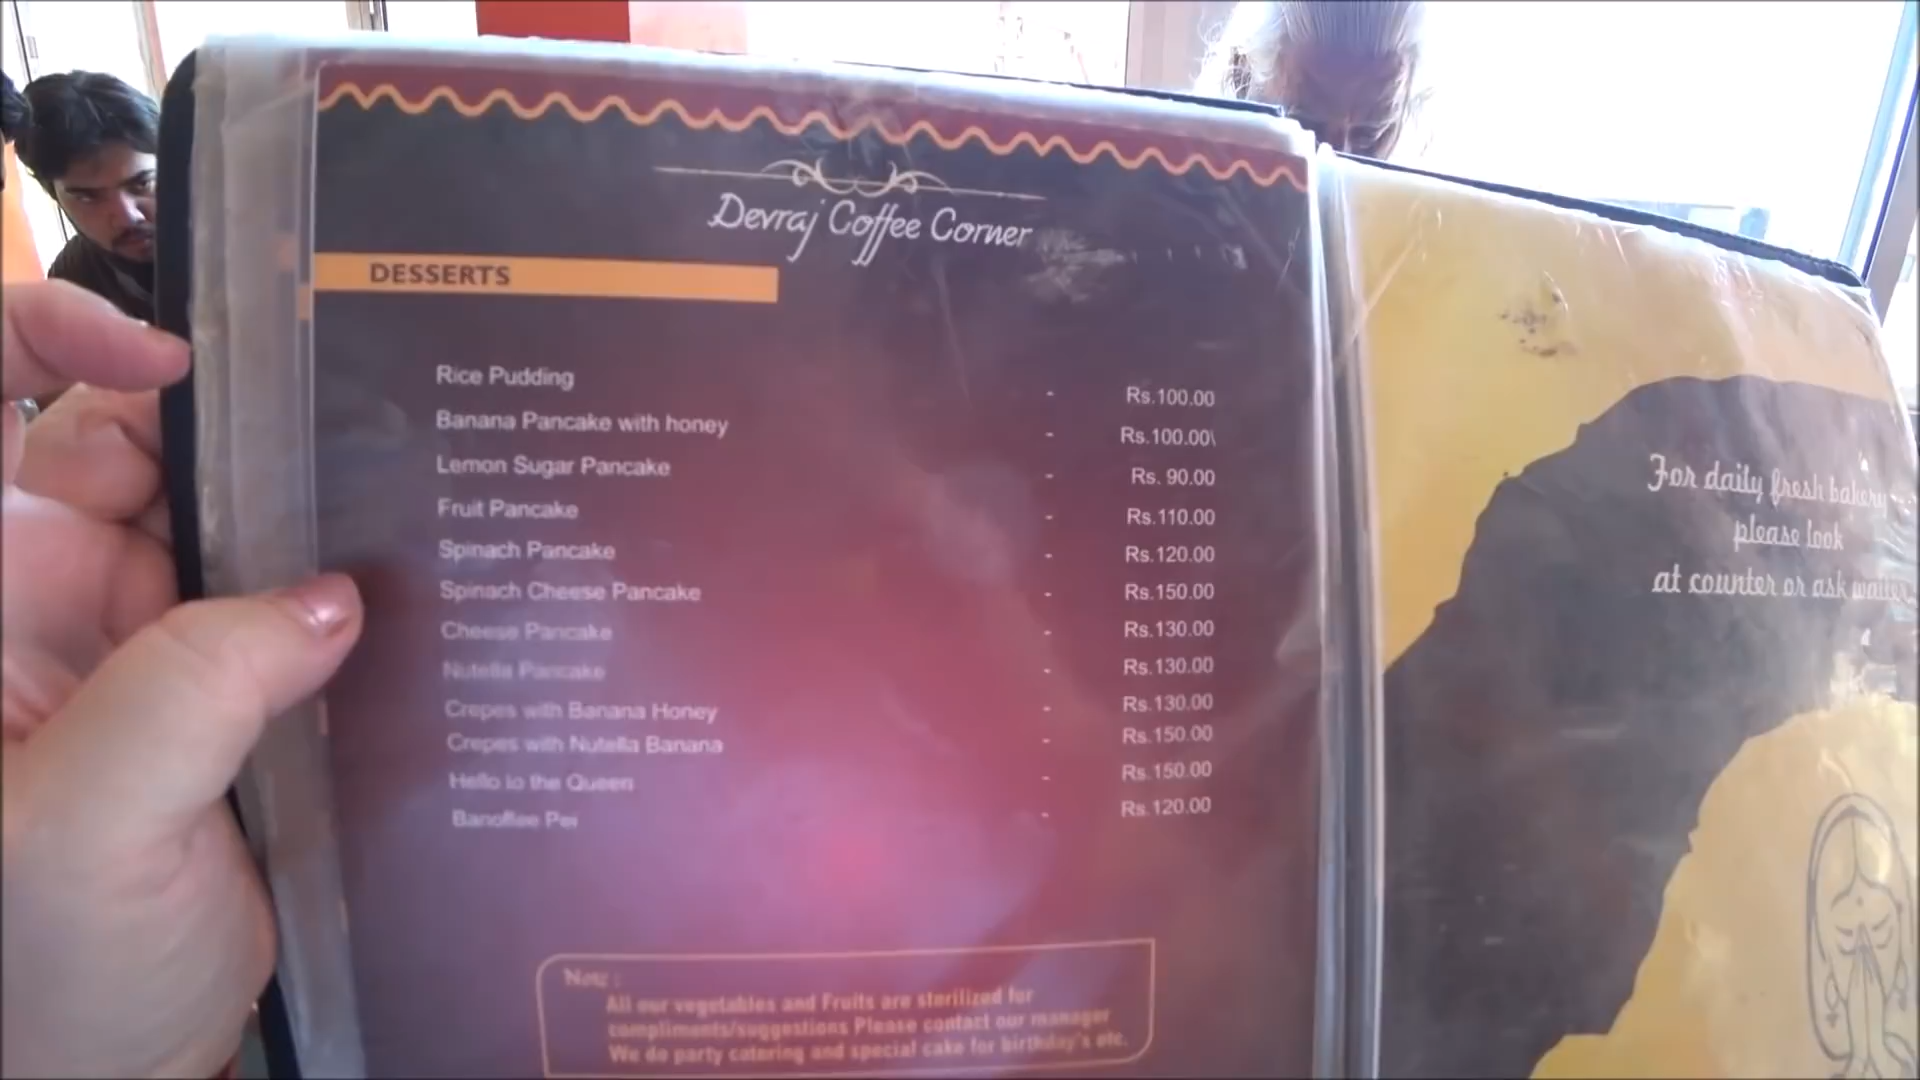 Devraj Coffee Corner
DESSERTS
Rice Pudding - Rs.100.00
Banana Pancake with honey - Rs.100.00\
Lemon Sugar Pancake - Rs. 90.00
Fruit Pancake - Rs.110.00
Spinach Pancake - Rs.120.00
Spinach Cheese Pancake - Rs.150.00
Cheese Pancake - Rs.130.00
Nutella Pancake - Rs.130.00
Crepes with Banana Honey - Rs.130.00
Crepes with Nutella Banana - Rs.150.00
Hello to the Queen - Rs.150.00
Banoffee Pei - Rs.120.00
Note :
All our vegetables and Fruits are sterilized for
compliments/suggestions Please contact our manager
We do party catering and special cake for birthday's etc.
For daily fresh bakery
please look
at counter or ask waiter